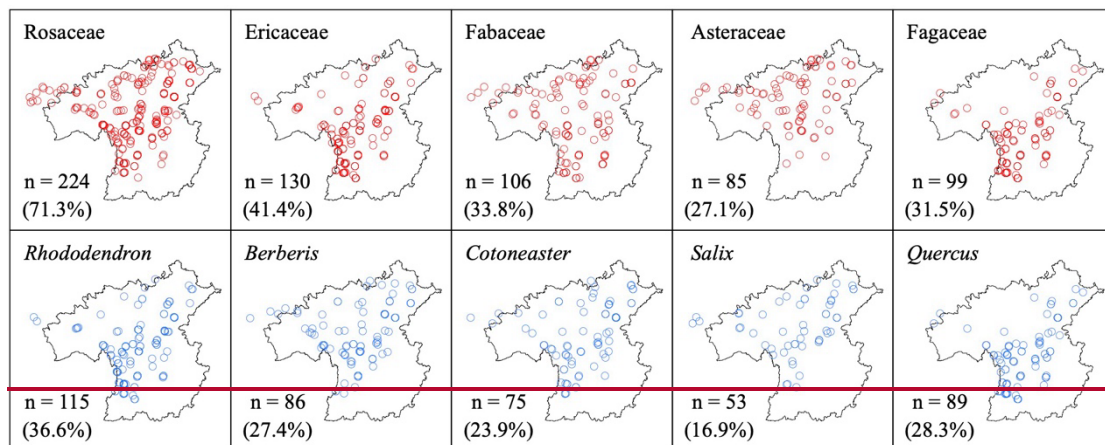 Rosaceae
n = 224
(71.3%)
Ericaceae
n = 130
(41.4%)
Fabaceae
n = 106
(33.8%)
Asteraceae
n = 85
(27.1%)
Fagaceae
n = 99
(31.5%)
Rhododendron
n = 115
(36.6%)
Berberis
n = 86
(27.4%)
Cotoneaster
n = 75
(23.9%)
Salix
n = 53
(16.9%)
Quercus
n = 89
(28.3%)